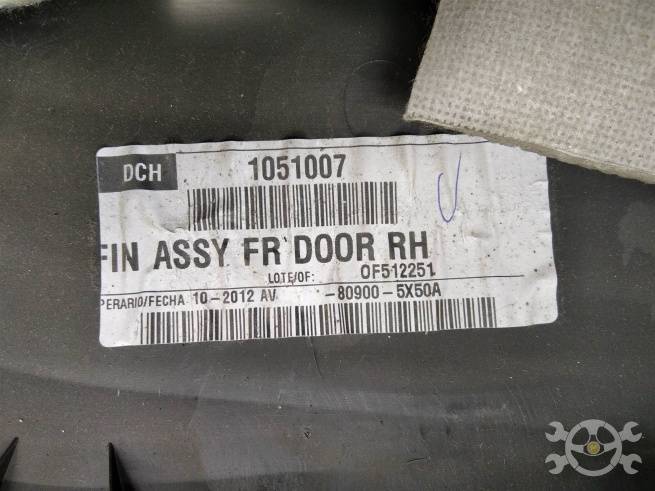 DCH 1051007
FIN ASSY FR DOOR RH
LOTE/OF: OF512251
PERARIO/FECHA 10-2012 AV -80900-5X50A